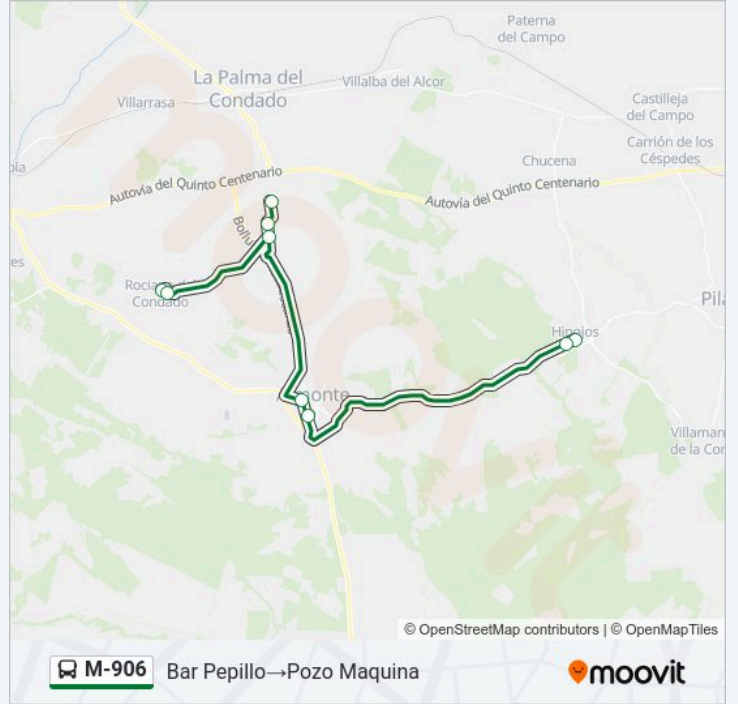 Paterna
del Campo
La Palma del
Condado
Villalba del Alcor
Villarrasa
Castilleja
del Campo
Carrión de los
Céspedes
Chucena
Autovía del Quinto Centenario
Autovía del Quinto Centenario
Condado
Hinojos
Villaman
de la Cor
© OpenStreetMap contributors | © OpenMapTiles
M-906
Bar Pepillo→Pozo Maquina
moovit